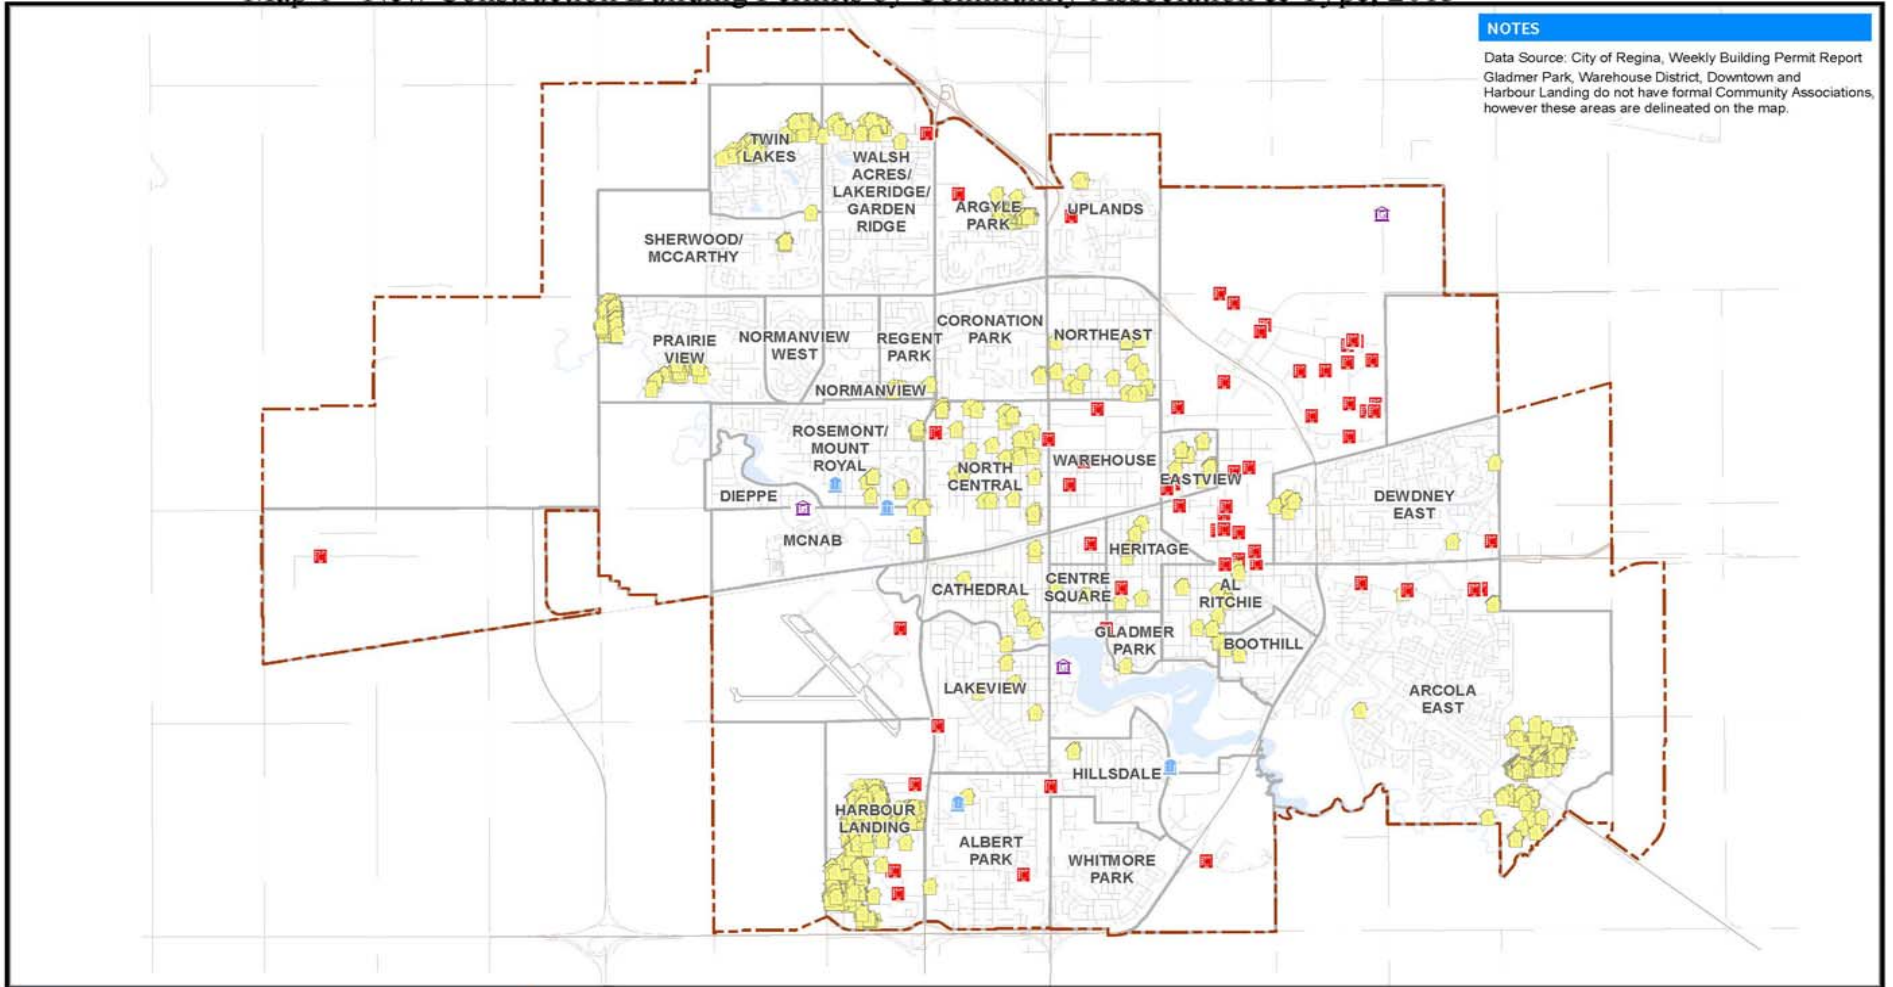 NOTES
Data Source: City of Regina, Weekly Building Permit Report
Gladmer Park, Warehouse District, Downtown and
Harbour Landing do not have formal Community Associations,
however these areas are delineated on the map.
TWIN
LAKES
WALSH
ACRES/
LAKERIDGE/
GARDEN
RIDGE
ARGYLE
PARK
UPLANDS
SHERWOOD/
MCCARTHY
PRAIRIE
VIEW
NORMANVIEW
WEST
REGENT
PARK
CORONATION
PARK
NORTHEAST
NORMANVIEW
ROSEMONT/
MOUNT
ROYAL
NORTH
CENTRAL
WAREHOUSE
EASTVIEW
DIEPPE
DEWDNEY
EAST
MCNAB
HERITAGE
CATHEDRAL
CENTRE
SQUARE
AL
RITCHIE
GLADMER
PARK
BOOTHILL
LAKEVIEW
ARCOLA
EAST
HILLSDALE
HARBOUR
LANDING
ALBERT
PARK
WHITMORE
PARK